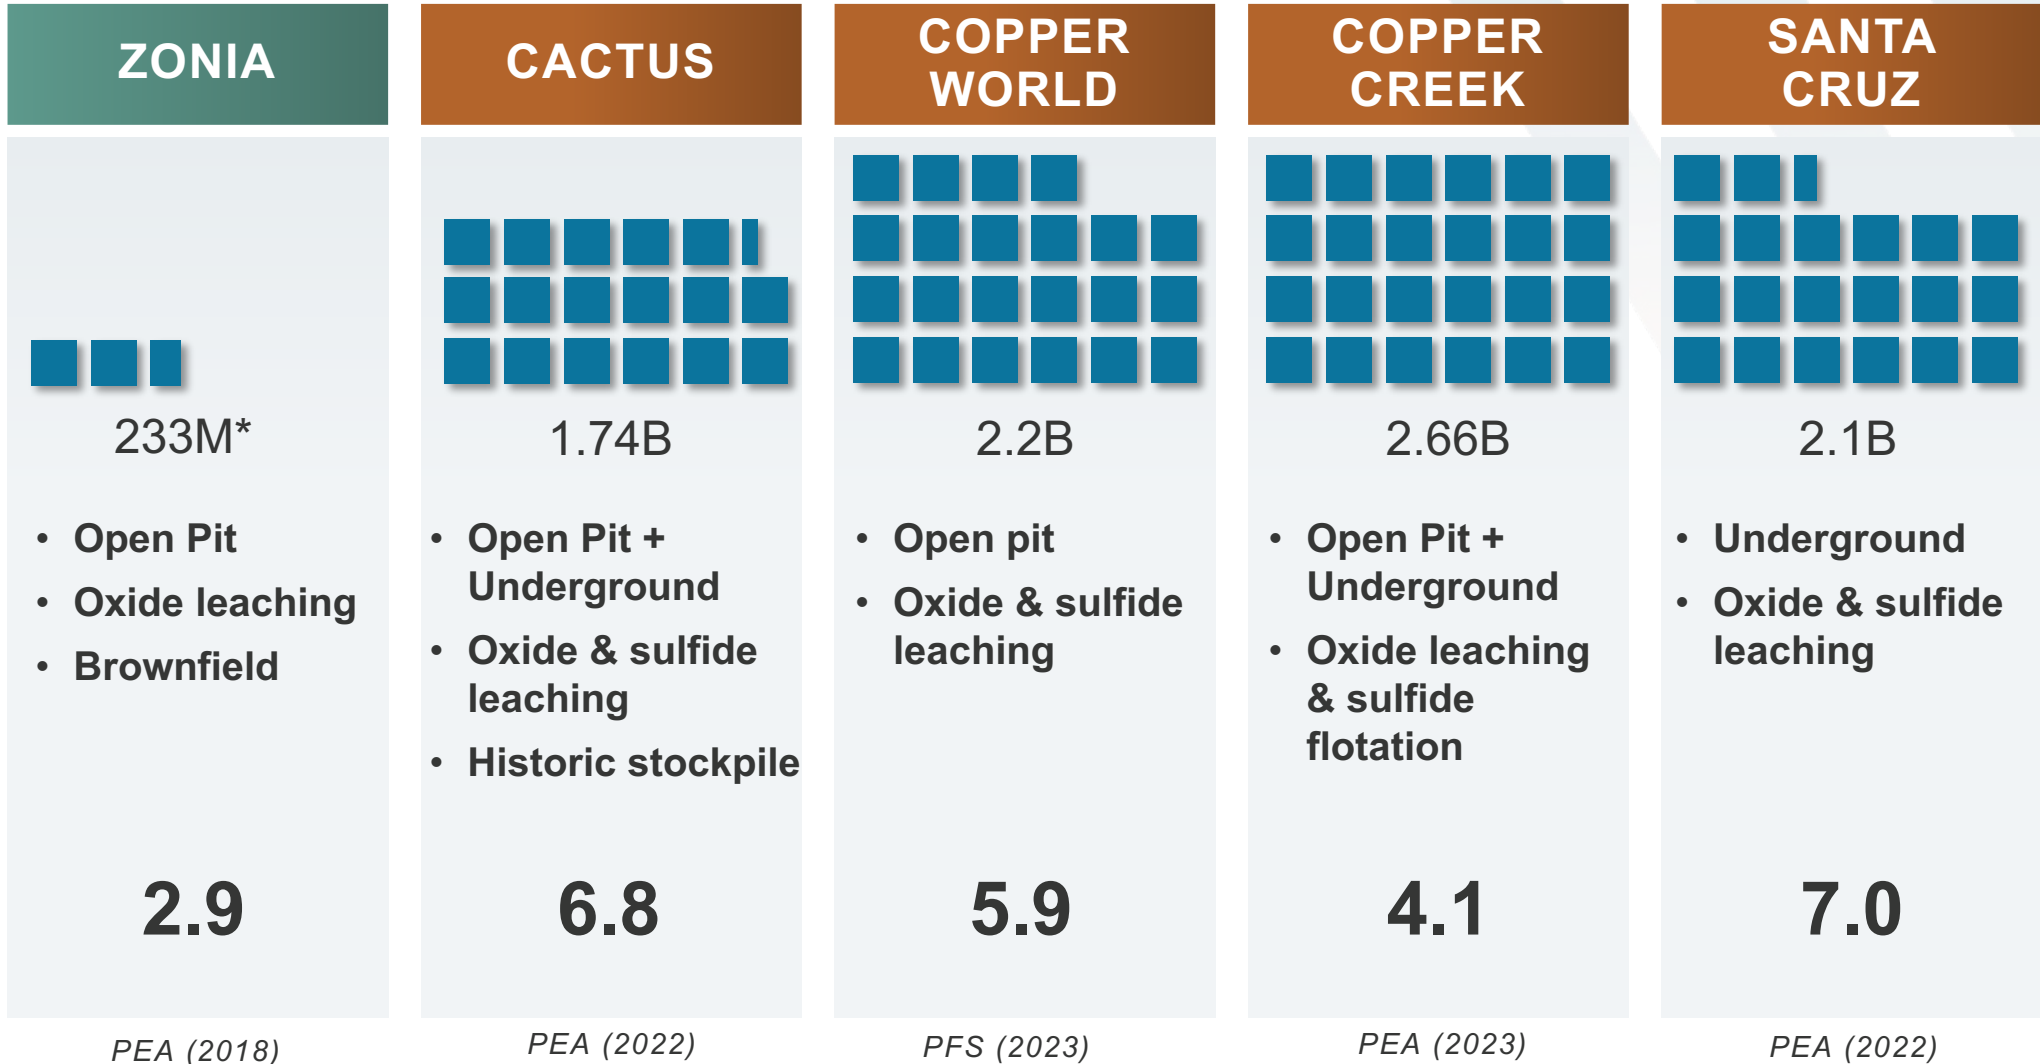 ZONIA
233M*
• Open Pit
• Oxide leaching
• Brownfield
2.9
PEA (2018)
CACTUS
1.74B
• Open Pit +
Underground
• Oxide & sulfide
leaching
• Historic stockpile
6.8
PEA (2022)
COPPER
WORLD
2.2B
• Open pit
• Oxide & sulfide
leaching
5.9
PFS (2023)
COPPER
CREEK
2.66B
• Open Pit +
Underground
• Oxide leaching
& sulfide
flotation
4.1
PEA (2023)
SANTA
CRUZ
2.1B
• Underground
• Oxide & sulfide
leaching
7.0
PEA (2022)